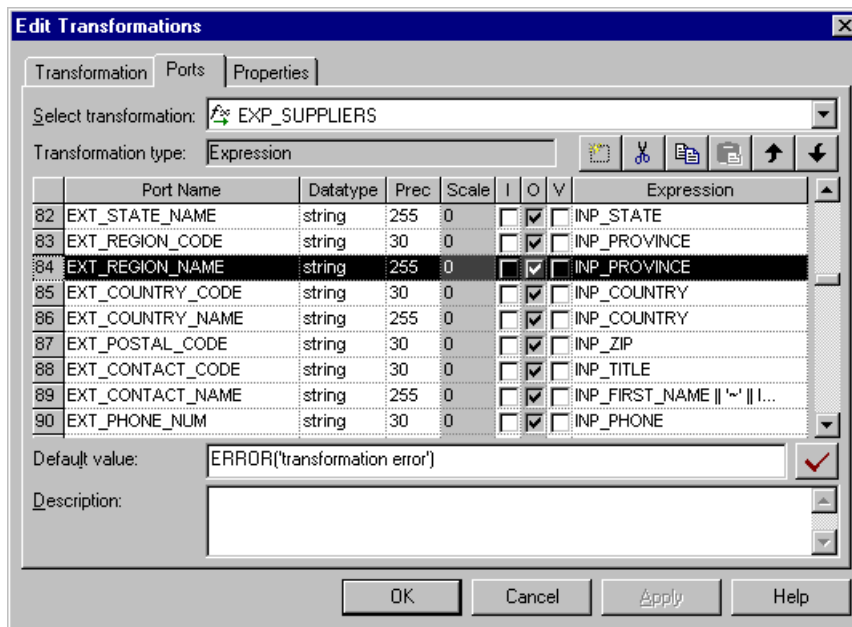 Edit Transformations
Transformation Ports Properties
Select transformation: EXP_SUPPLIERS
Transformation type: Expression
Port Name Datatype Prec Scale I O V Expression
82 EXT_STATE_NAME string 255 0 INP_STATE
83 EXT_REGION_CODE string 30 0 INP_PROVINCE
84 EXT_REGION_NAME string 255 0 INP_PROVINCE
85 EXT_COUNTRY_CODE string 30 0 INP_COUNTRY
86 EXT_COUNTRY_NAME string 255 0 INP_COUNTRY
87 EXT_POSTAL_CODE string 30 0 INP_ZIP
88 EXT_CONTACT_CODE string 30 0 INP_TITLE
89 EXT_CONTACT_NAME string 255 0 INP_FIRST_NAME || '~' || I...
90 EXT_PHONE_NUM string 30 0 INP_PHONE
Default value: ERROR('transformation error')
Description:
OK Cancel Apply Help